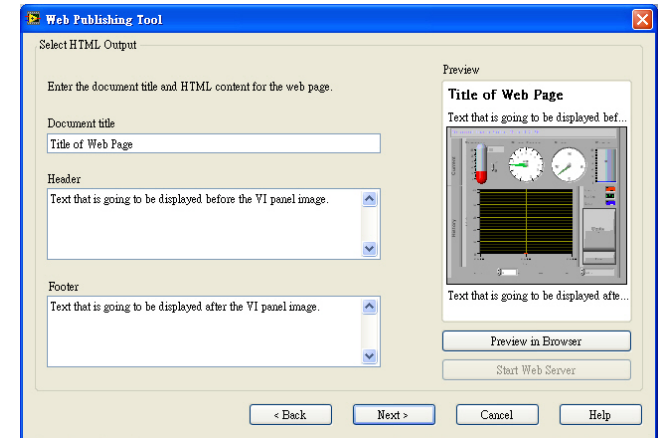 Web Publishing Tool
Select HTML Output
Enter the document title and HTML content for the web page.
Document title
Title of Web Page
Header
Text that is going to be displayed before the VI panel image.
Footer
Text that is going to be displayed after the VI panel image.
Preview
Title of Web Page
Text that is going to be displayed bef...
Text that is going to be displayed afte...
Preview in Browser
Start Web Server
< Back
Next >
Cancel
Help